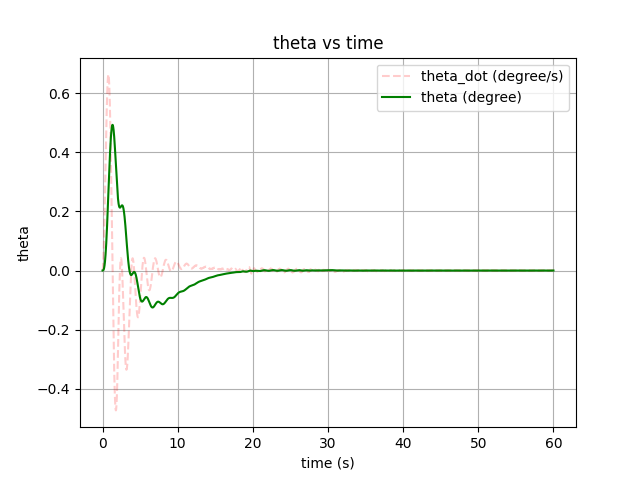 theta vs time
theta_dot (degree/s)
theta (degree)
0.6
0.4
0.2
0.0
−0.2
−0.4
theta
0
10
20
30
40
50
60
time (s)